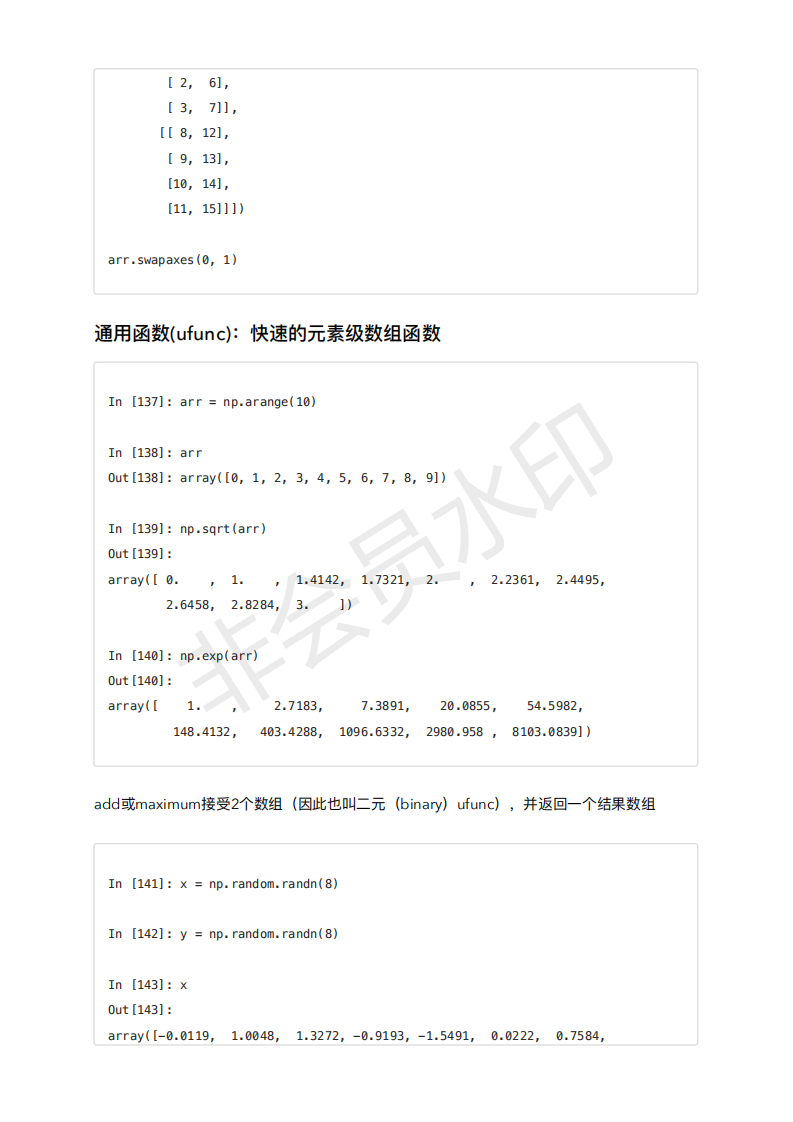 [ 2,  6],
        [ 3,  7]],
       [[ 8, 12],
        [ 9, 13],
        [10, 14],
        [11, 15]]])
arr.swapaxes(0, 1)
通用函数(ufunc)：快速的元素级数组函数
In [137]: arr = np.arange(10)
In [138]: arr
Out[138]: array([0, 1, 2, 3, 4, 5, 6, 7, 8, 9])
In [139]: np.sqrt(arr)
Out[139]:
array([ 0.    ,  1.    ,  1.4142,  1.7321,  2.    ,  2.2361,  2.4495,
        2.6458,  2.8284,  3.    ])
In [140]: np.exp(arr)
Out[140]:
array([    1.    ,     2.7183,     7.3891,    20.0855,    54.5982,
         148.4132,   403.4288,  1096.6332,  2980.958 ,  8103.0839])
add或maximum接受2个数组（因此也叫二元（binary）ufunc），并返回一个结果数组
In [141]: x = np.random.randn(8)
In [142]: y = np.random.randn(8)
In [143]: x
Out[143]:
array([-0.0119,  1.0048,  1.3272, -0.9193, -1.5491,  0.0222,  0.7584,
非会员水印